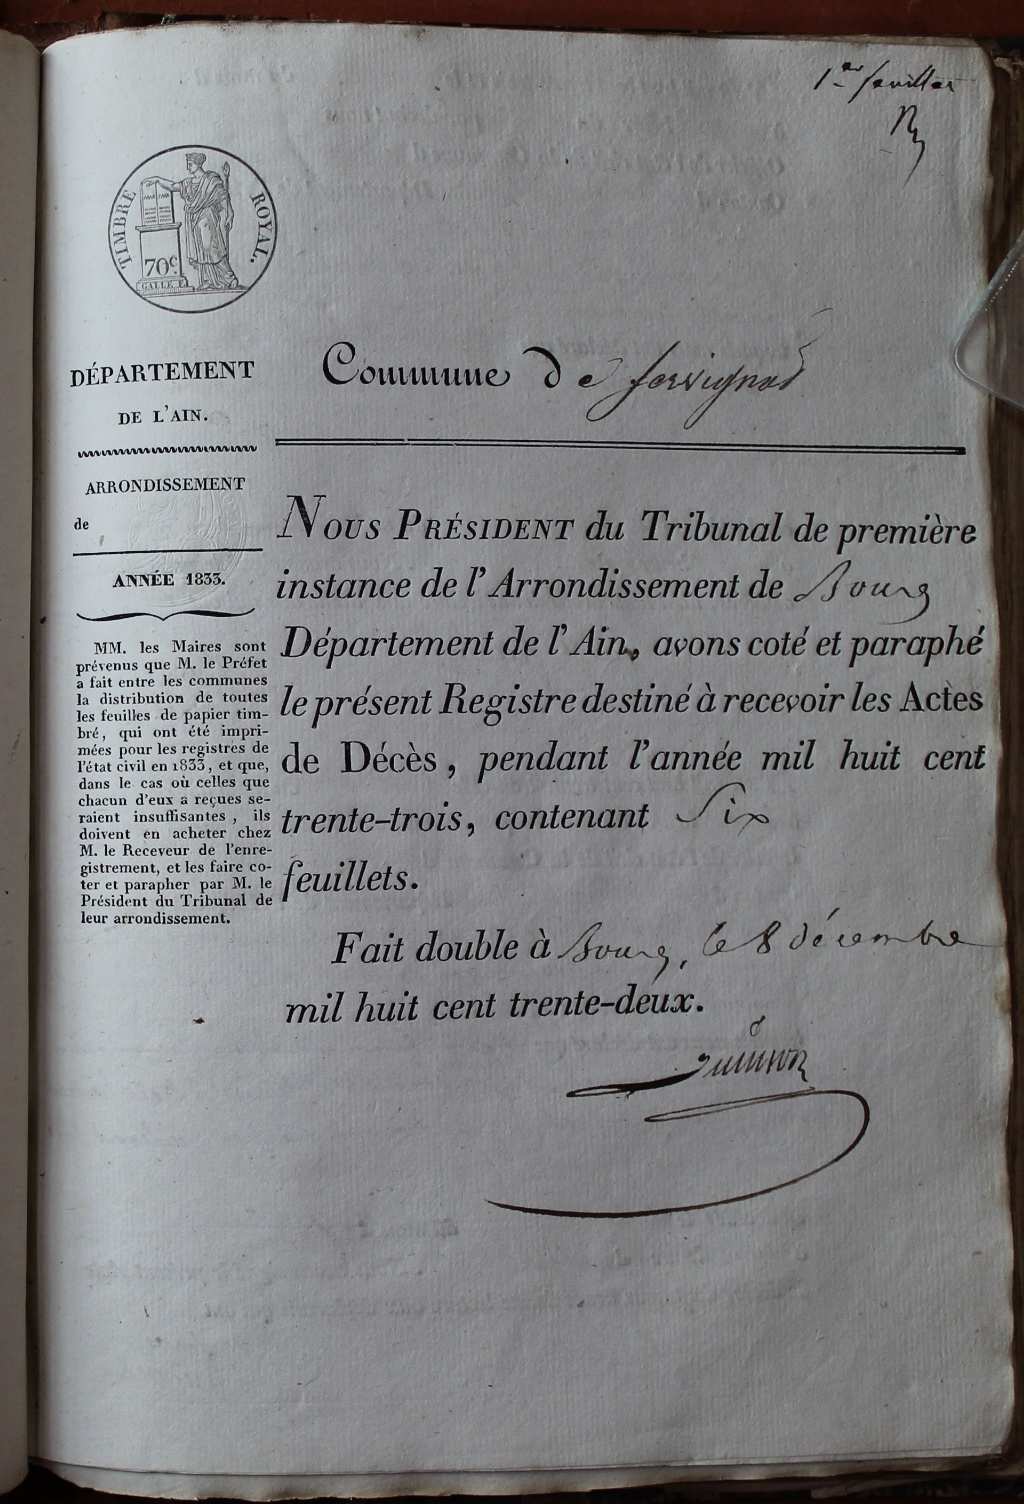 1er feuillet
TIMBRE ROYAL.
70c
GALLE F.
DÉPARTEMENT
DE L'AIN.
ARRONDISSEMENT
de
ANNÉE 1833.
MM. les Maires sont
prévenus que M. le Préfet
a fait entre les communes
la distribution de toutes
les feuilles de papier tim-
bré, qui ont été impri-
mées pour les registres de
l'état civil en 1833, et que,
dans le cas où celles que
chacun d'eux a reçues se-
raient insuffisantes, ils
doivent en acheter chez
M. le Receveur de l'enre-
gistrement, et les faire co-
ter et parapher par M. le
Président du Tribunal de
leur arrondissement.
Commune de Servignat
NOUS PRÉSIDENT du Tribunal de première
instance de l'Arrondissement de Bourg
Département de l'Ain, avons coté et paraphé
le présent Registre destiné à recevoir les Actes
de Décès, pendant l'année mil huit cent
trente-trois, contenant Six
feuillets.
Fait double à Bourg, le 8 décembre
mil huit cent trente-deux.